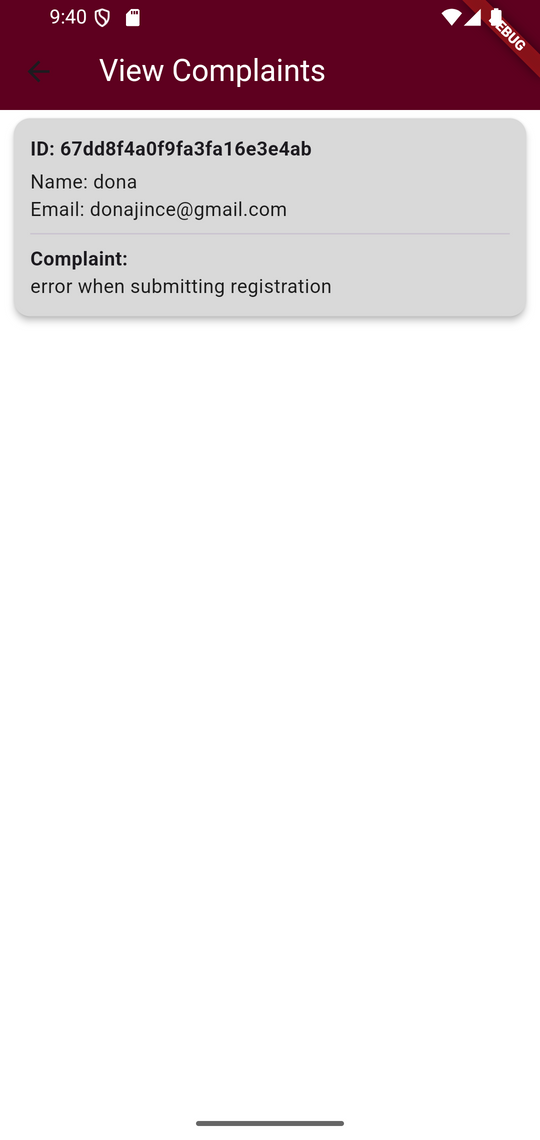 9:40
DEBUG
View Complaints
ID: 67dd8f4a0f9fa3fa16e3e4ab
Name: dona
Email: donajince@gmail.com
Complaint:
error when submitting registration